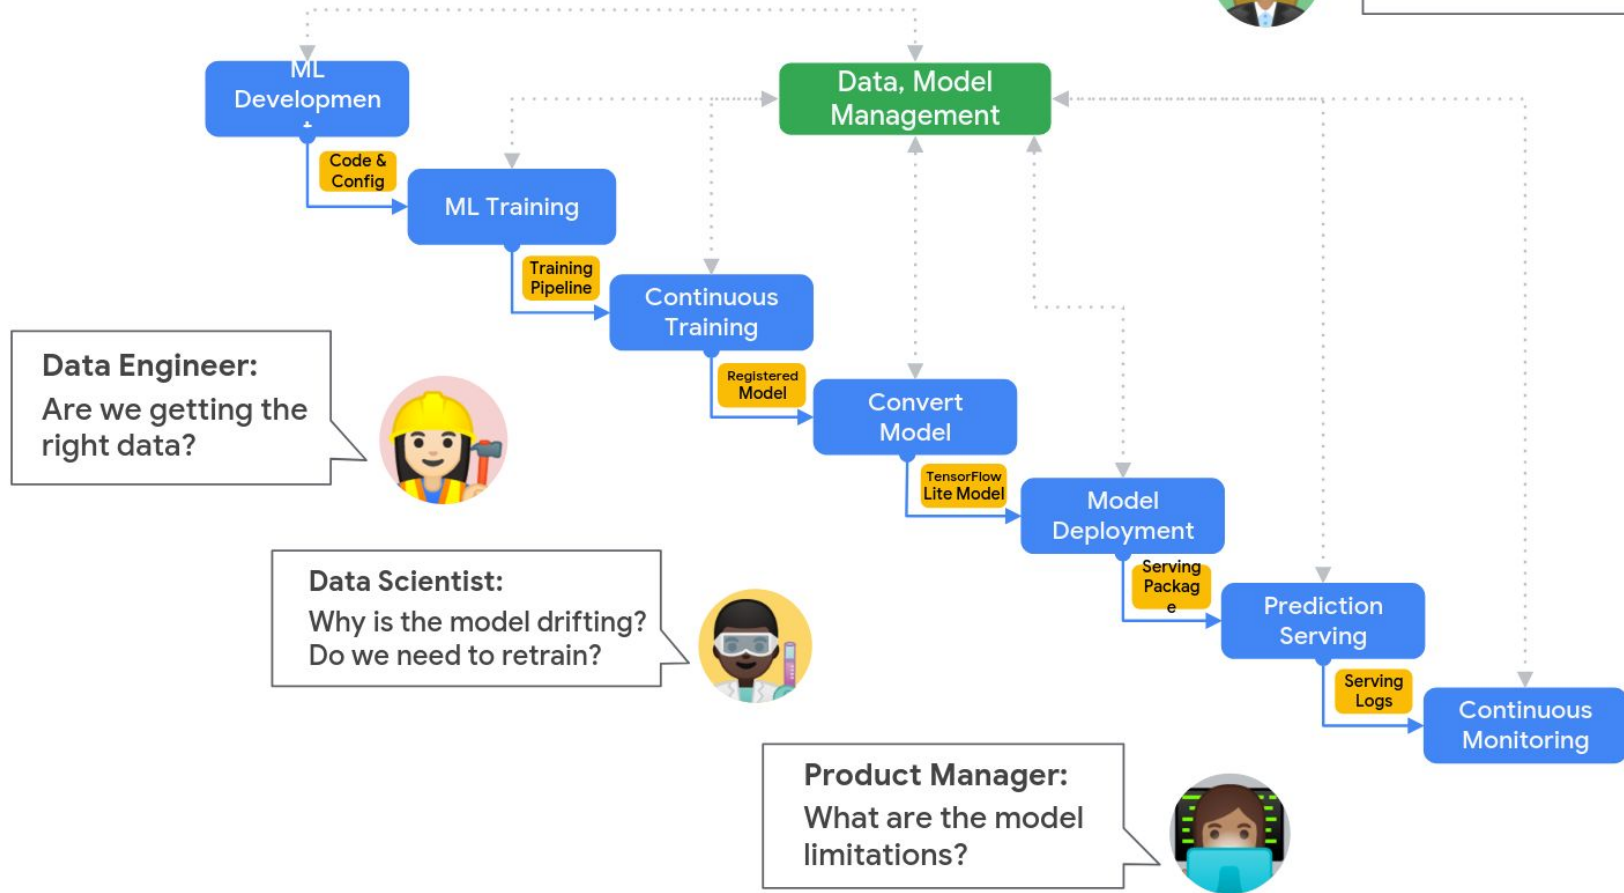 ML
Developmen
t
Data, Model
Management
Code &
Config
ML Training
Training
Pipeline
Continuous
Training
Data Engineer:
Are we getting the
right data?
Registered
Model
Convert
Model
TensorFlow
Lite Model
Model
Deployment
Data Scientist:
Why is the model drifting?
Do we need to retrain?
Serving
Packag
e
Prediction
Serving
Serving
Logs
Continuous
Monitoring
Product Manager:
What are the model
limitations?